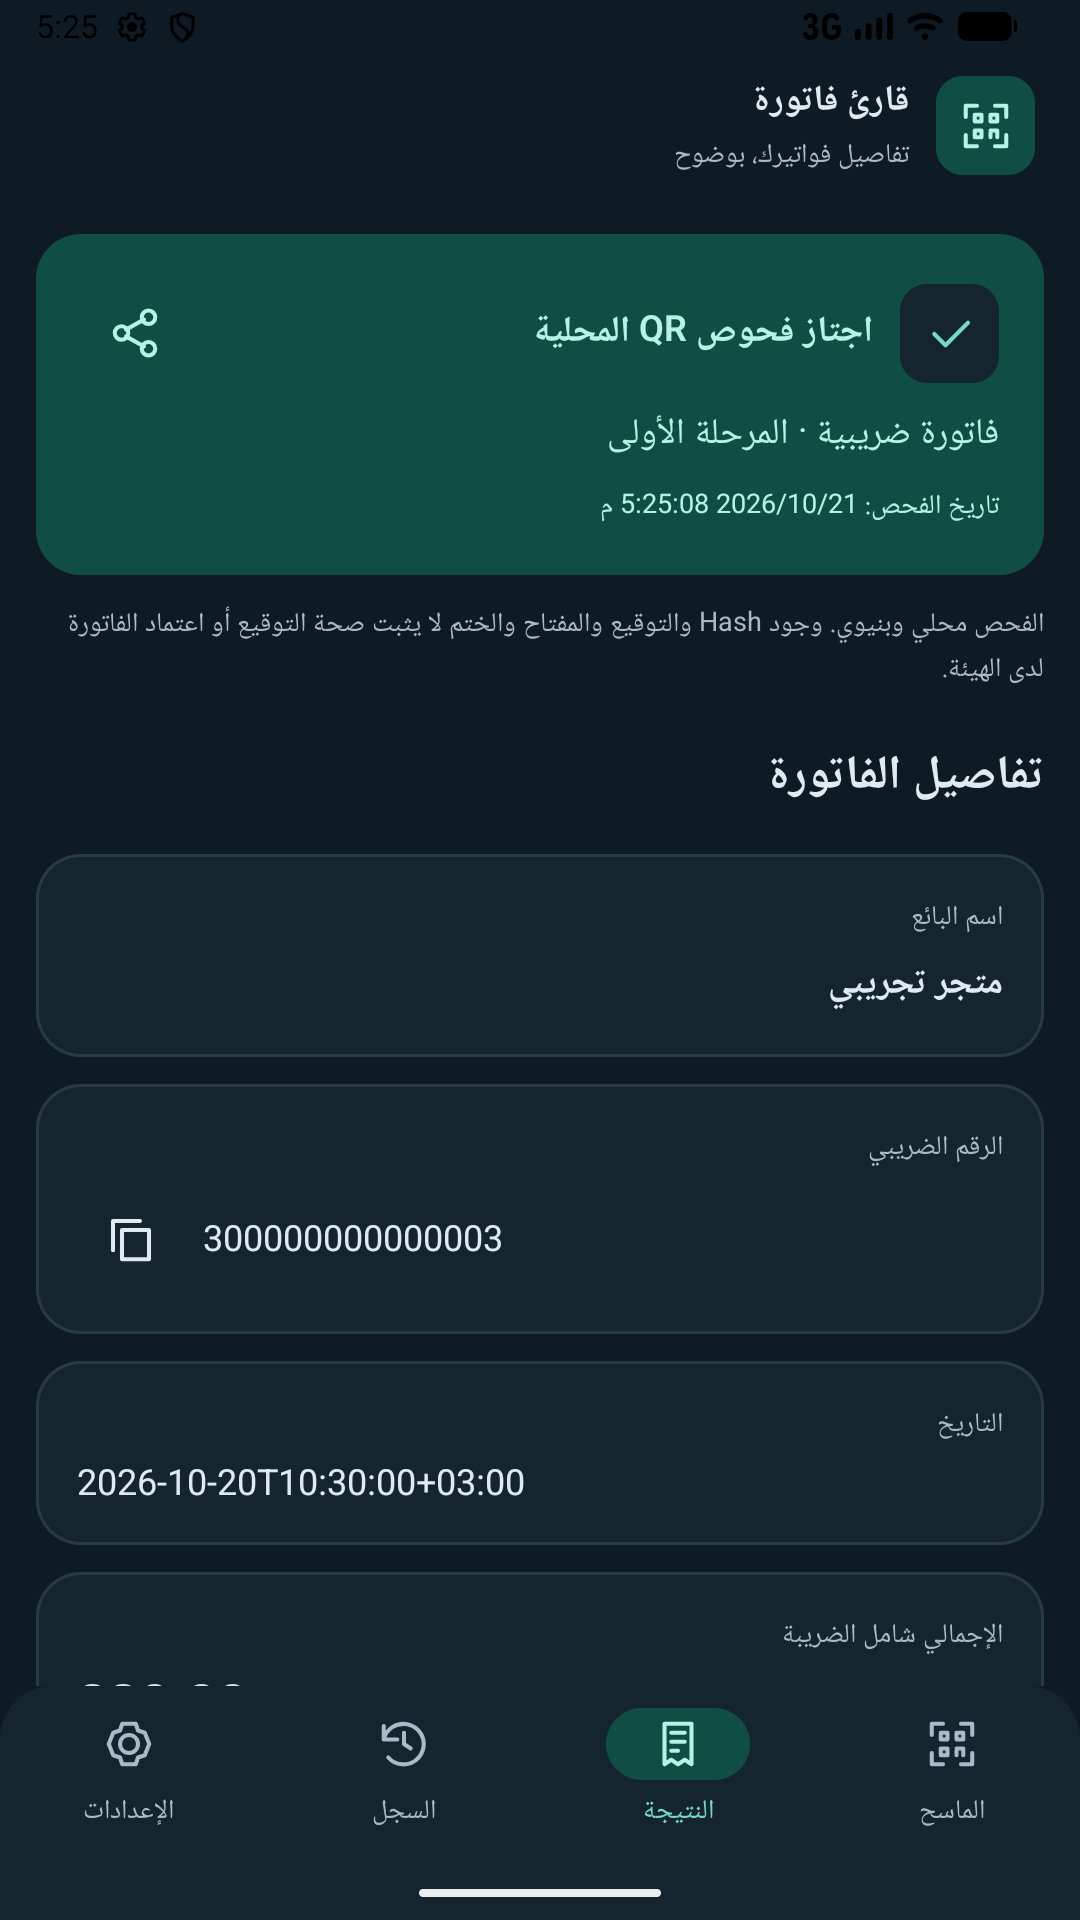 5:25
3G
قارئ فاتورة
تفاصيل فواتيرك، بوضوح
اجتاز فحوص QR المحلية
فاتورة ضريبية · المرحلة الأولى
تاريخ الفحص: 2026/10/21 5:25:08 م
الفحص محلي وبنيوي. وجود Hash والتوقيع والمفتاح والختم لا يثبت صحة التوقيع أو اعتماد الفاتورة
لدى الهيئة.
تفاصيل الفاتورة
اسم البائع
متجر تجريبي
الرقم الضريبي
300000000000003
التاريخ
2026-10-20T10:30:00+03:00
الإجمالي شامل الضريبة
الماسح
النتيجة
السجل
الإعدادات